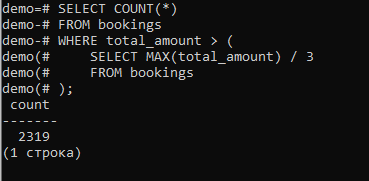 demo=# SELECT COUNT(*)
demo-# FROM bookings
demo-# WHERE total_amount > (
demo(#     SELECT MAX(total_amount) / 3
demo(#     FROM bookings
demo(# );
 count
-------
  2319
(1 строка)